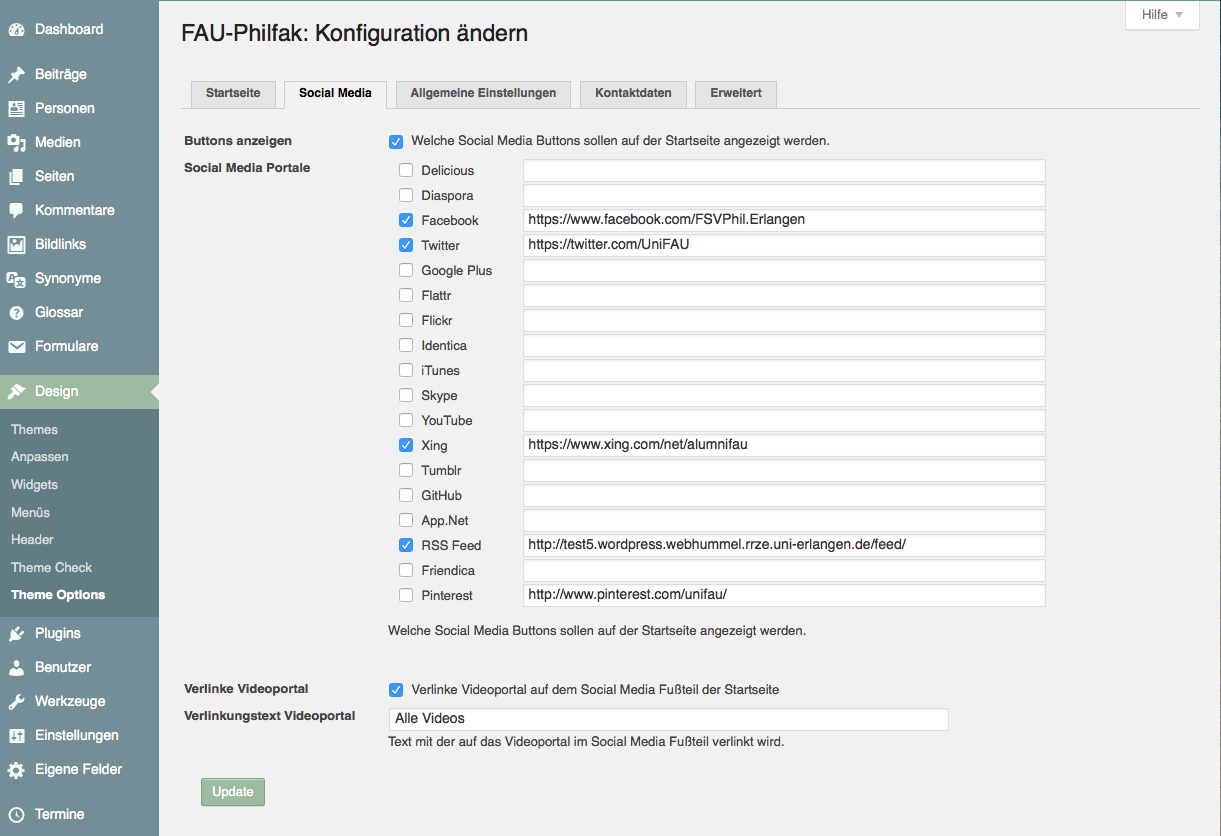 Dashboard
Beiträge
Personen
Medien
Seiten
Kommentare
Bildlinks
Synonyme
Glossar
Formulare
Design
Themes
Anpassen
Widgets
Menüs
Header
Theme Check
Theme Options
Plugins
Benutzer
Werkzeuge
Einstellungen
Eigene Felder
Termine
Hilfe
FAU-Philfak: Konfiguration ändern
Startseite Social Media Allgemeine Einstellungen Kontaktdaten Erweitert
Buttons anzeigen Welche Social Media Buttons sollen auf der Startseite angezeigt werden.
Social Media Portale
Delicious
Diaspora
Facebook https://www.facebook.com/FSVPhil.Erlangen
Twitter https://twitter.com/UniFAU
Google Plus
Flattr
Flickr
Identica
iTunes
Skype
YouTube
Xing https://www.xing.com/net/alumnifau
Tumblr
GitHub
App.Net
RSS Feed http://test5.wordpress.webhummel.rrze.uni-erlangen.de/feed/
Friendica
Pinterest http://www.pinterest.com/unifau/
Welche Social Media Buttons sollen auf der Startseite angezeigt werden.
Verlinke Videoportal Verlinke Videoportal auf dem Social Media Fußteil der Startseite
Verlinkungstext Videoportal Alle Videos
Text mit der auf das Videoportal im Social Media Fußteil verlinkt wird.
Update